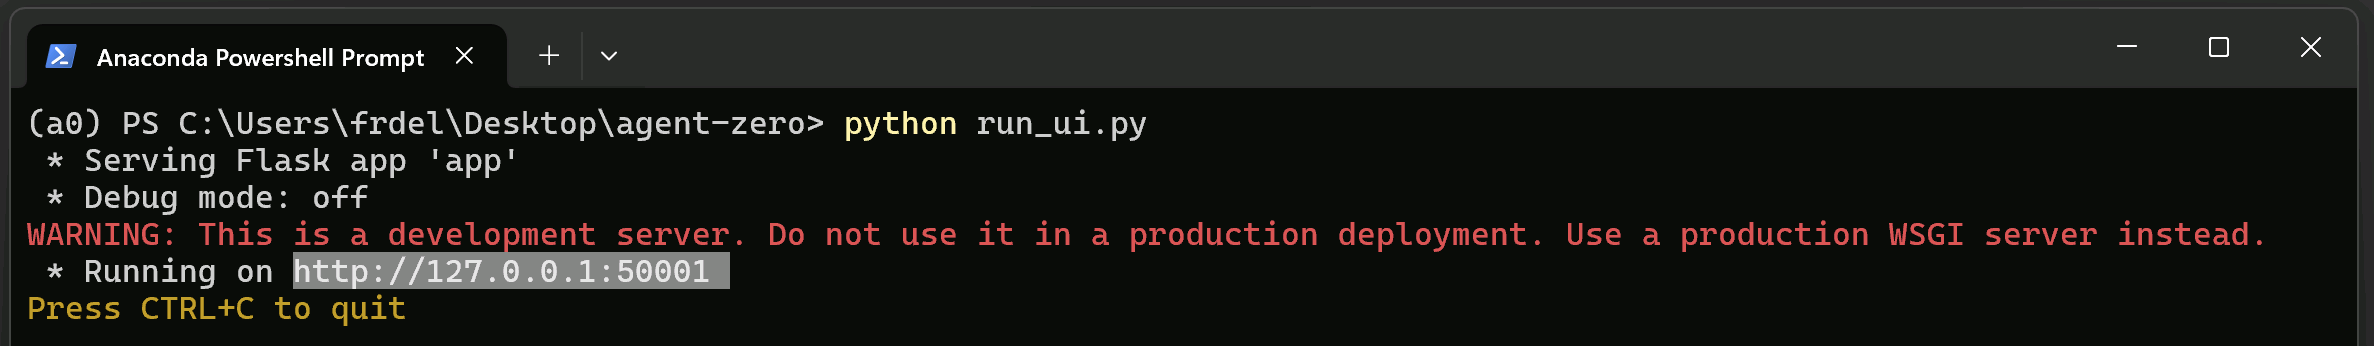 Anaconda Powershell Prompt
(a0) PS C:\Users\frdel\Desktop\agent-zero> python run_ui.py
 * Serving Flask app 'app'
 * Debug mode: off
WARNING: This is a development server. Do not use it in a production deployment. Use a production WSGI server instead.
 * Running on http://127.0.0.1:50001
Press CTRL+C to quit